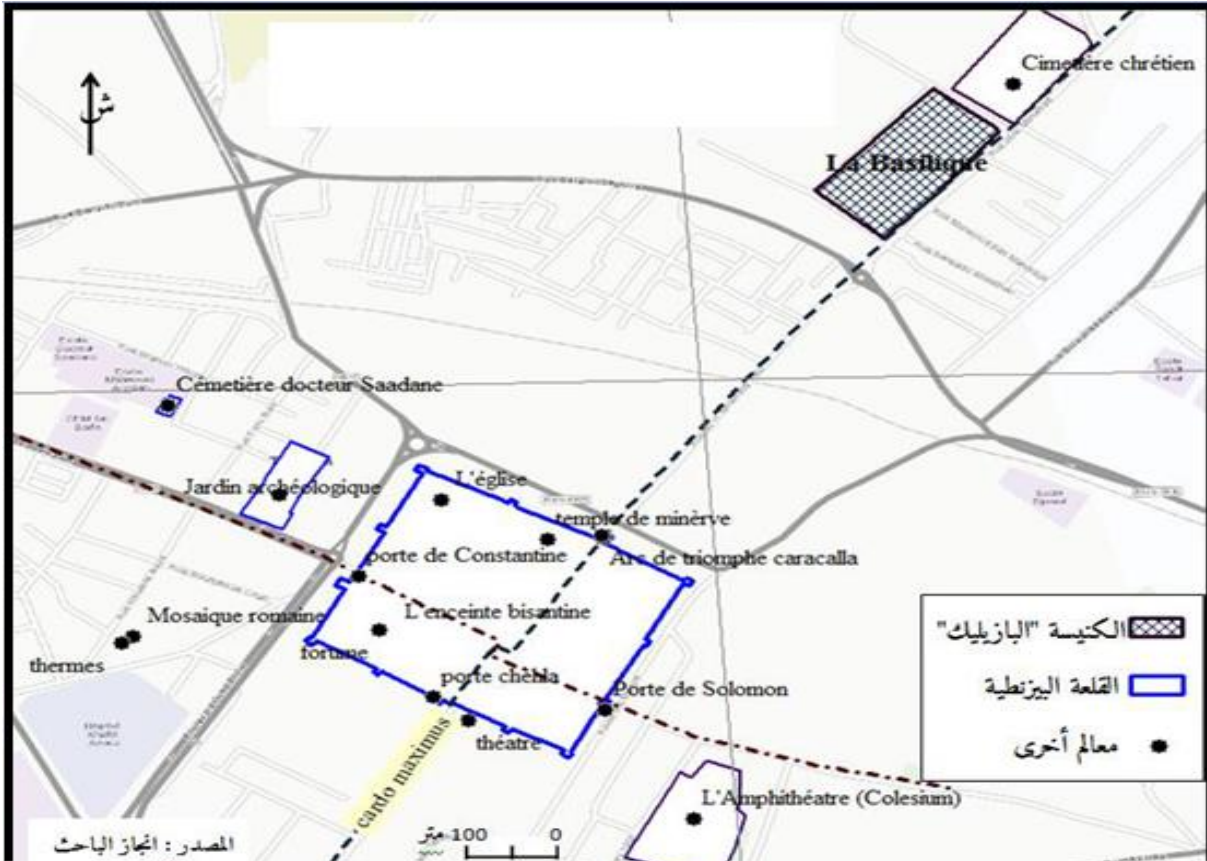 ش
Cimetière chrétien
La Basilique
Cémetière docteur Saadane
Jardin archéologique
L'église
temple de minèrve
porte de Constantine
Arc de triomphe caracalla
Mosaique romaine
L'enceinte bisantine
thermes
fortune
porte chèhla
Porte de Solomon
théatre
cardo maximus
L'Amphithéatre (Colesium)
الكتيسة "البازيليك"
القلعة البيزنطية
معالم أخرى
100 متر 0
المصدر : انجاز الباحث